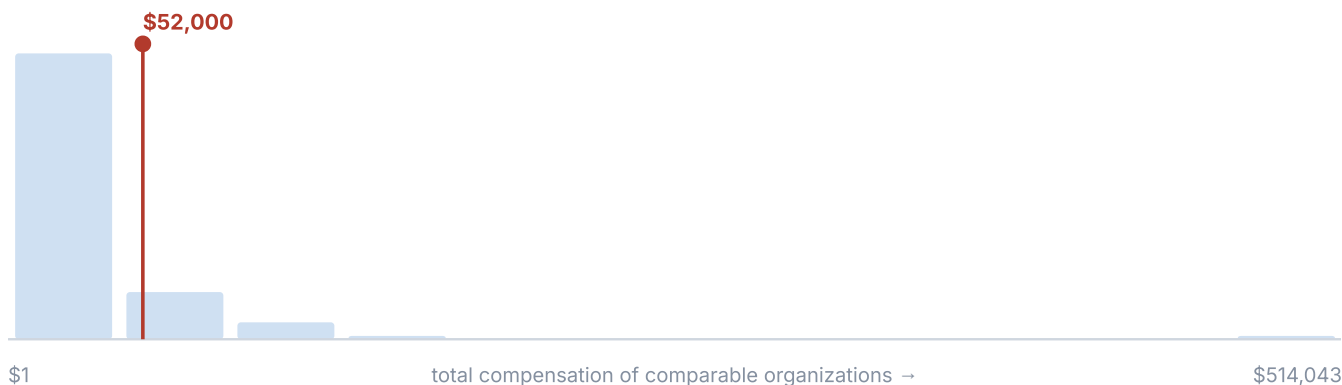 $52,000
$1 total compensation of comparable organizations → $514,043